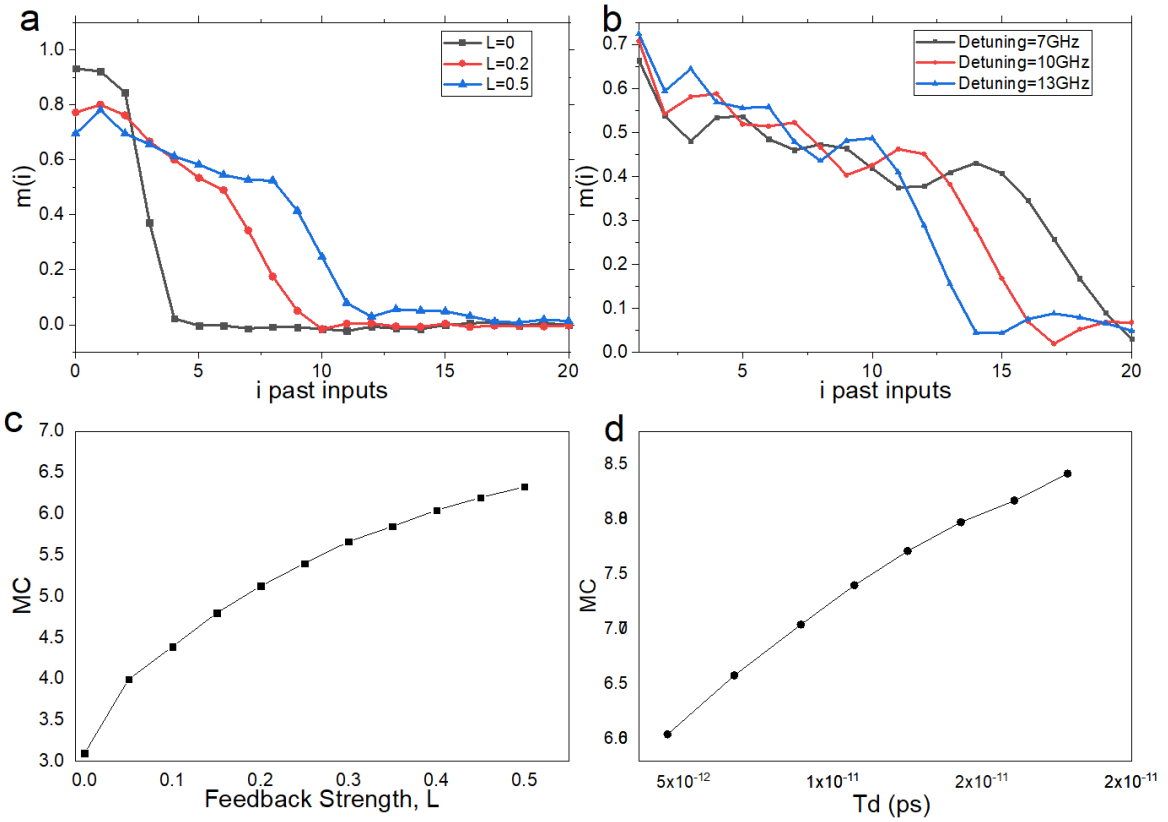 a
1.0
0.8
0.6
0.4
0.2
0.0
m(i)
L=0
L=0.2
L=0.5
0
5
10
15
20
i past inputs
b
0.7
0.6
0.5
0.4
0.3
0.2
0.1
0.0
m(i)
Detuning=7GHz
Detuning=10GHz
Detuning=13GHz
5
10
15
20
i past inputs
c
7.0
6.5
6.0
5.5
5.0
4.5
4.0
3.5
3.0
MC
0.0
0.1
0.2
0.3
0.4
0.5
Feedback Strength, L
d
8.5
8.0
7.5
7.0
6.5
6.0
MC
5x10⁻¹²
1x10⁻¹¹
2x10⁻¹¹
2x10⁻¹¹
Td (ps)